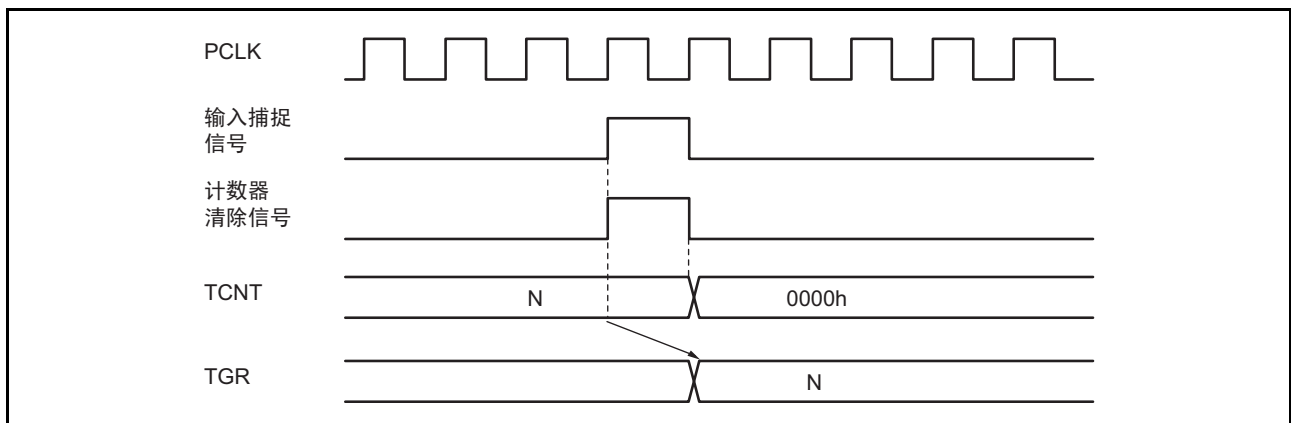 PCLK
输入捕捉
信号
计数器
清除信号
TCNT
N
0000h
TGR
N